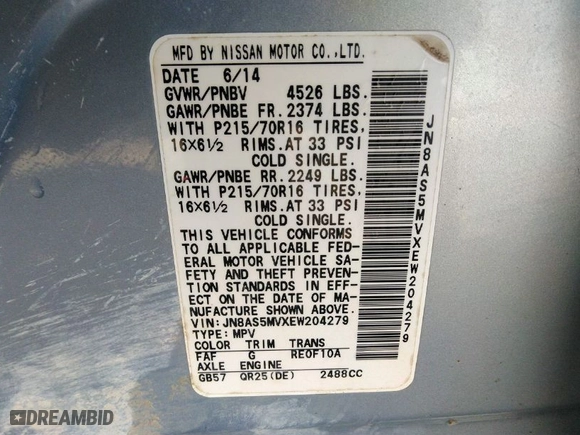 MFD BY NISSAN MOTOR CO.,LTD.
DATE 6/14
GVWR/PNBV 4526 LBS.
GAWR/PNBE FR. 2374 LBS.
WITH P215/70R16 TIRES,
16×6½ RIMS.AT 33 PSI
COLD SINGLE.
GAWR/PNBE RR. 2249 LBS.
WITH P215/70R16 TIRES,
16×6½ RIMS.AT 33 PSI
COLD SINGLE.
THIS VEHICLE CONFORMS
TO ALL APPLICABLE FED-
ERAL MOTOR VEHICLE SA-
FETY AND THEFT PREVEN-
TION STANDARDS IN EFF-
ECT ON THE DATE OF MA-
NUFACTURE SHOWN ABOVE.
VIN: JN8AS5MVXEW204279
TYPE: MPV
COLOR TRIM TRANS
FAF G RE0F10A
AXLE ENGINE
GB57 QR25(DE) 2488CC
JN8AS5MVXEW204279
DREAMBID